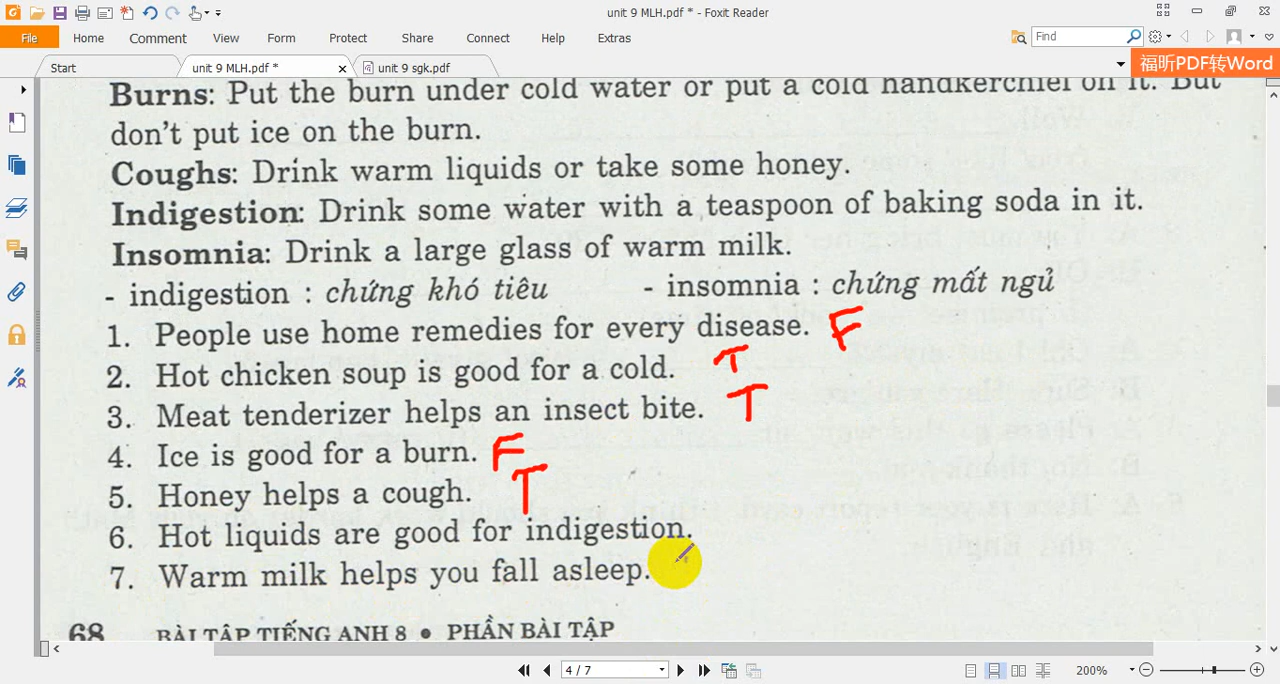 unit 9 MLH.pdf * - Foxit Reader
File Home Comment View Form Protect Share Connect Help Extras Find
Start unit 9 MLH.pdf * unit 9 sgk.pdf 福昕PDF转Word
Burns: Put the burn under cold water or put a cold handkerchief on it. But
don't put ice on the burn.
Coughs: Drink warm liquids or take some honey.
Indigestion: Drink some water with a teaspoon of baking soda in it.
Insomnia: Drink a large glass of warm milk.
- indigestion : chứng khó tiêu - insomnia : chứng mất ngủ
1. People use home remedies for every disease. F
2. Hot chicken soup is good for a cold. T
3. Meat tenderizer helps an insect bite. T
4. Ice is good for a burn. F
5. Honey helps a cough. T
6. Hot liquids are good for indigestion.
7. Warm milk helps you fall asleep.
68 BÀI TẬP TIẾNG ANH 8 • PHẦN BÀI TẬP
4 / 7 200%